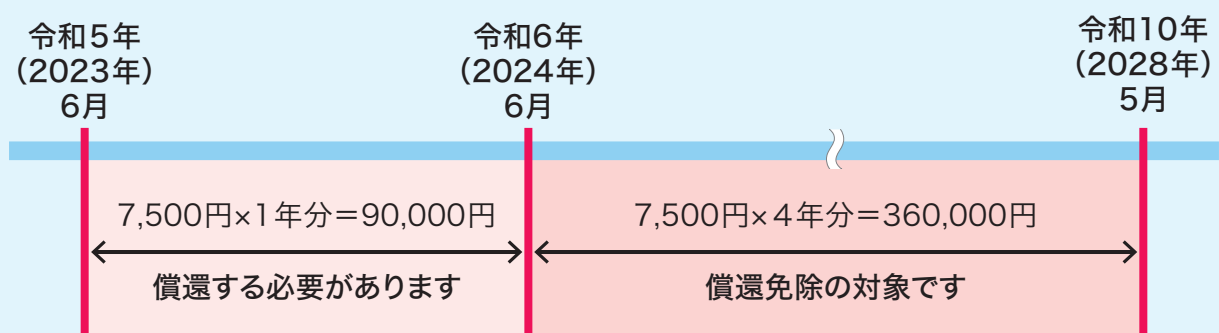 令和5年
（2023年）
6月
令和6年
（2024年）
6月
令和10年
（2028年）
5月
7,500円×1年分＝90,000円
償還する必要があります
7,500円×4年分＝360,000円
償還免除の対象です